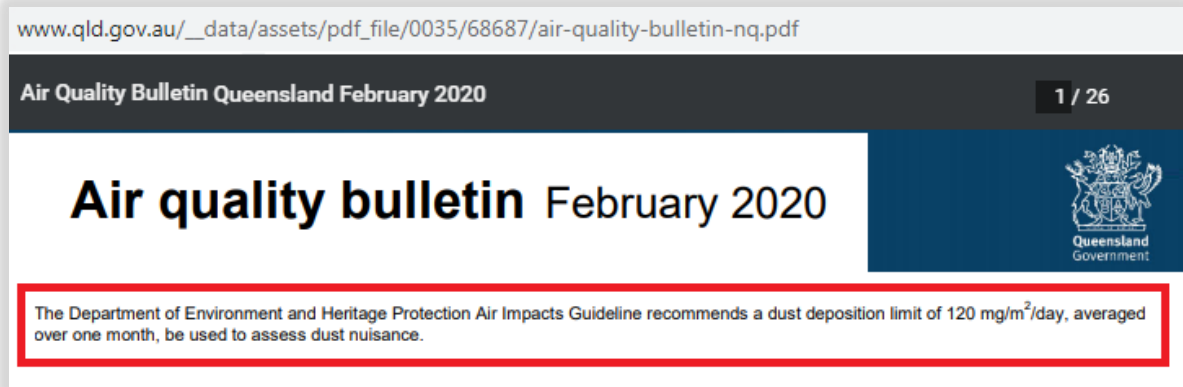 www.qld.gov.au/__data/assets/pdf_file/0035/68687/air-quality-bulletin-nq.pdf
Air Quality Bulletin Queensland February 2020
1 / 26
Air quality bulletin February 2020
Queensland
Government
The Department of Environment and Heritage Protection Air Impacts Guideline recommends a dust deposition limit of 120 mg/m²/day, averaged
over one month, be used to assess dust nuisance.